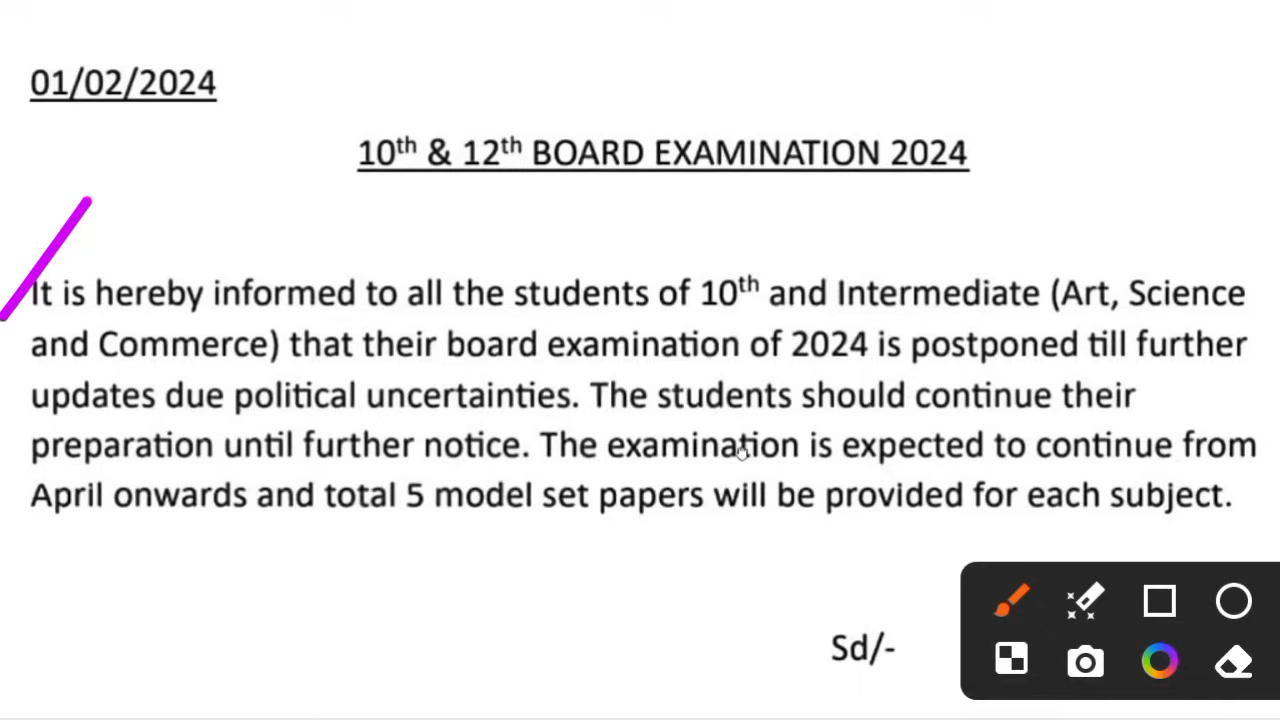 01/02/2024
10th & 12th BOARD EXAMINATION 2024
It is hereby informed to all the students of 10th and Intermediate (Art, Science
and Commerce) that their board examination of 2024 is postponed till further
updates due political uncertainties. The students should continue their
preparation until further notice. The examination is expected to continue from
April onwards and total 5 model set papers will be provided for each subject.
Sd/-